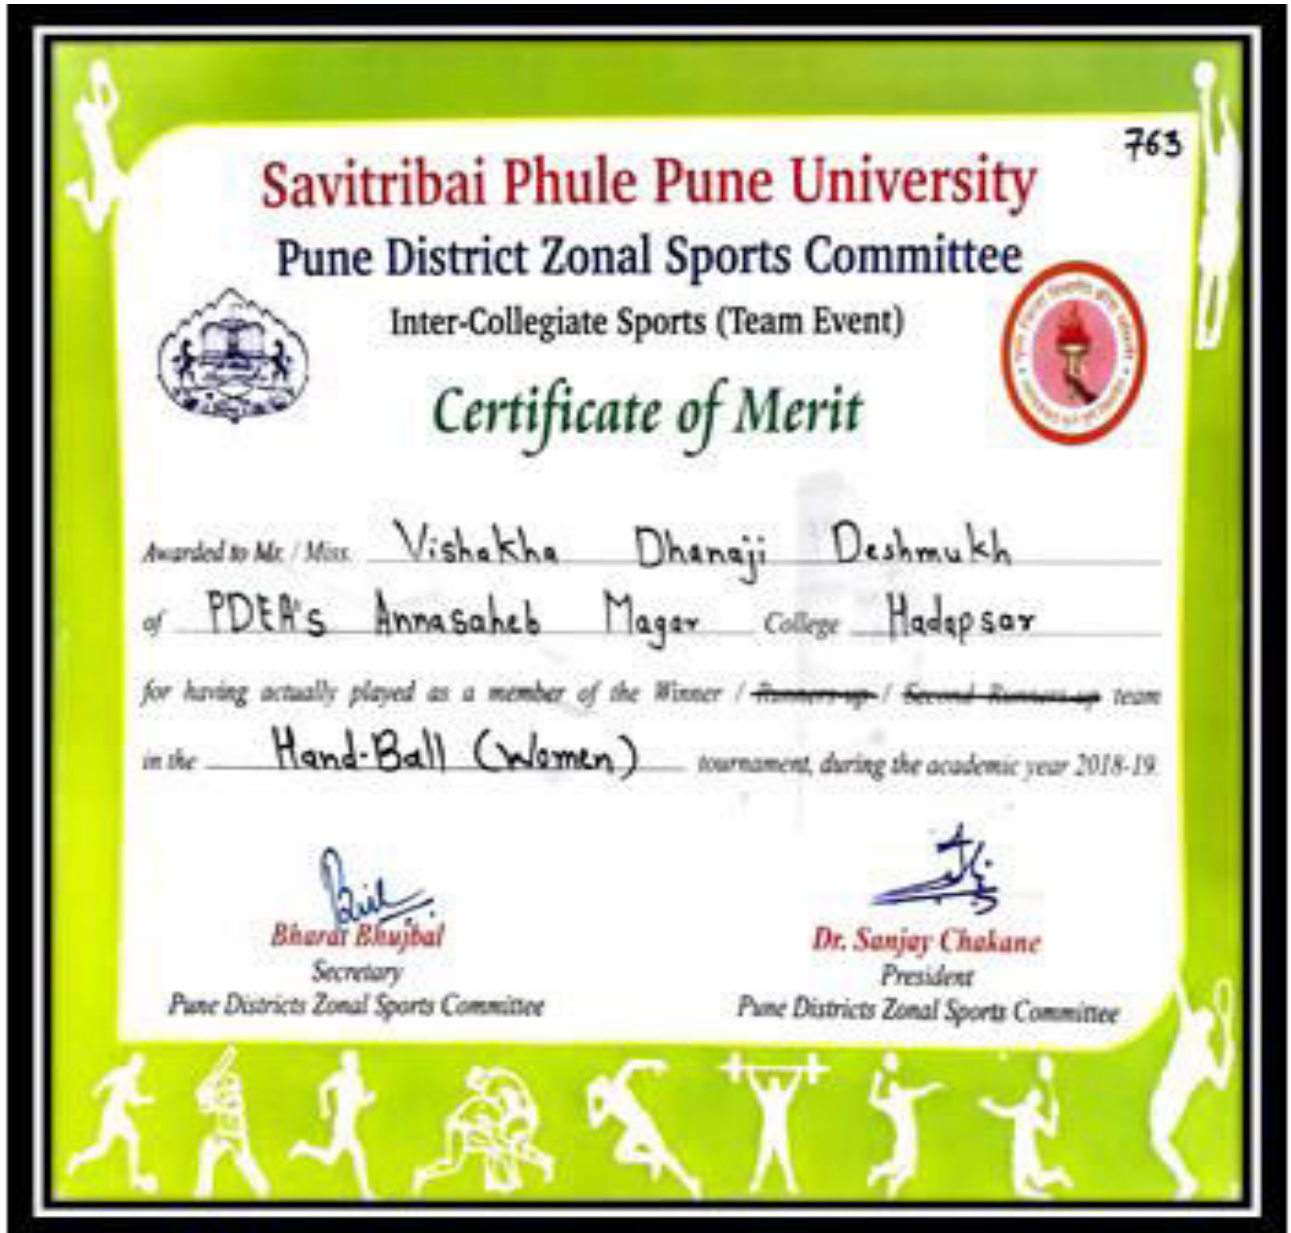 763
Savitribai Phule Pune University
Pune District Zonal Sports Committee
Inter-Collegiate Sports (Team Event)
Certificate of Merit
Awarded to Mr. / Miss. Vishakha Dhanaji Deshmukh
of PDEA's Annasaheb Magar College Hadapsar
for having actually played as a member of the Winner / Runners-up / Second Runners-up team
in the Hand-Ball (Women) tournament, during the academic year 2018-19.
Bharat Bhujbal
Secretary
Pune Districts Zonal Sports Committee
Dr. Sanjay Chakane
President
Pune Districts Zonal Sports Committee